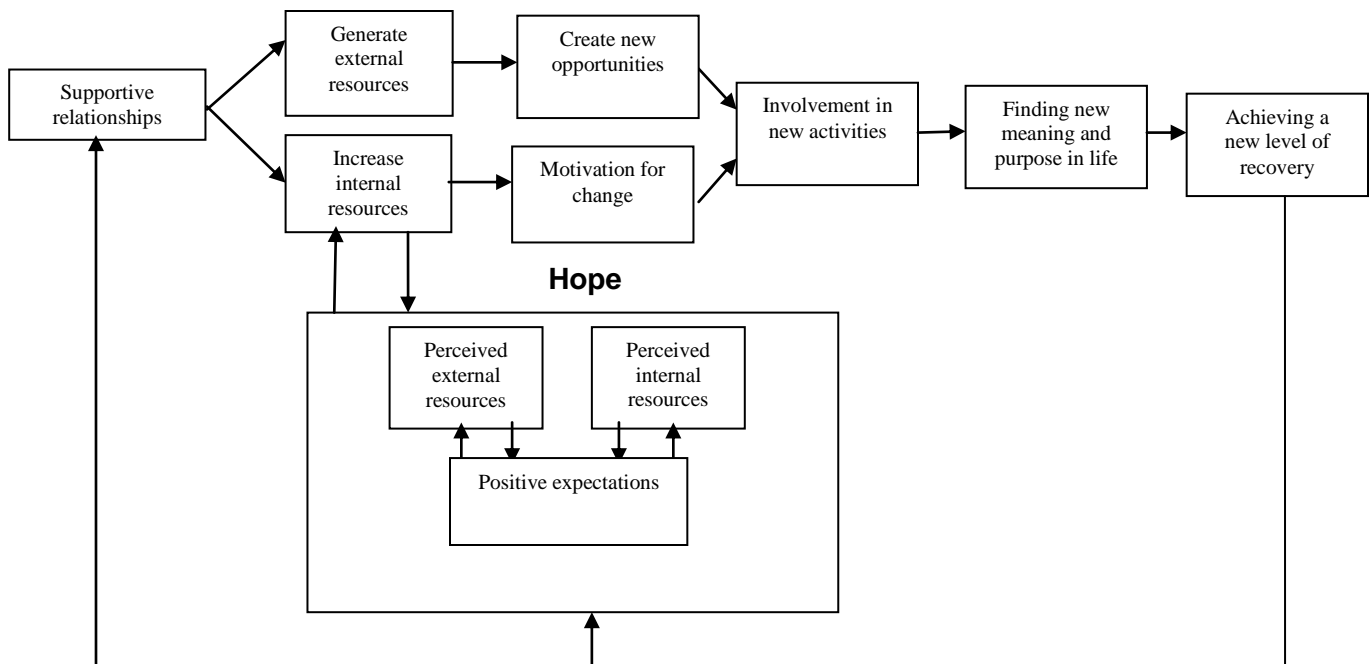 Supportive
relationships
Generate
external
resources
Create new
opportunities
Increase
internal
resources
Motivation for
change
Involvement in
new activities
Finding new
meaning and
purpose in life
Achieving a
new level of
recovery
Hope
Perceived
external
resources
Perceived
internal
resources
Positive expectations